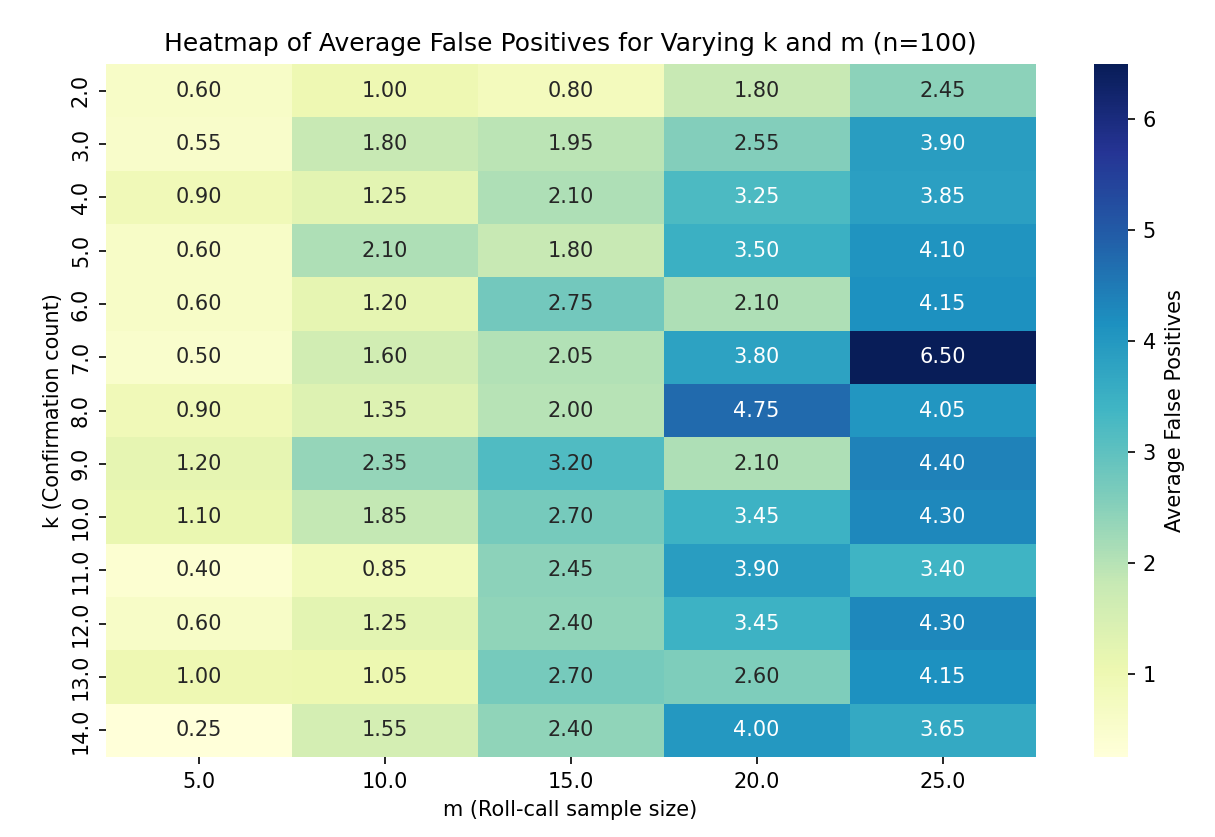 Heatmap of Average False Positives for Varying k and m (n=100)
k (Confirmation count)
2.0 0.60 1.00 0.80 1.80 2.45
3.0 0.55 1.80 1.95 2.55 3.90
4.0 0.90 1.25 2.10 3.25 3.85
5.0 0.60 2.10 1.80 3.50 4.10
6.0 0.60 1.20 2.75 2.10 4.15
7.0 0.50 1.60 2.05 3.80 6.50
8.0 0.90 1.35 2.00 4.75 4.05
9.0 1.20 2.35 3.20 2.10 4.40
10.0 1.10 1.85 2.70 3.45 4.30
11.0 0.40 0.85 2.45 3.90 3.40
12.0 0.60 1.25 2.40 3.45 4.30
13.0 1.00 1.05 2.70 2.60 4.15
14.0 0.25 1.55 2.40 4.00 3.65
5.0 10.0 15.0 20.0 25.0
m (Roll-call sample size)
6
5
4
3
2
1
Average False Positives